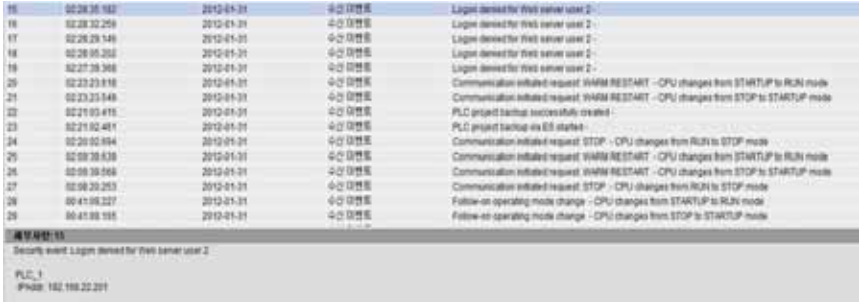 15 02:28:35.182 2012-01-31 수신 이벤트 Logon denied for Web server user 2 -
16 02:28:32.259 2012-01-31 수신 이벤트 Logon denied for Web server user 2 -
17 02:28:29.146 2012-01-31 수신 이벤트 Logon denied for Web server user 2 -
18 02:28:05.202 2012-01-31 수신 이벤트 Logon denied for Web server user 2 -
19 02:27:39.368 2012-01-31 수신 이벤트 Logon denied for Web server user 2 -
20 02:23:23.618 2012-01-31 수신 이벤트 Communication initiated request: WARM RESTART - CPU changes from STARTUP to RUN mode
21 02:23:23.549 2012-01-31 수신 이벤트 Communication initiated request: WARM RESTART - CPU changes from STOP to STARTUP mode
22 02:21:03.415 2012-01-31 수신 이벤트 PLC project backup successfully created -
23 02:21:02.461 2012-01-31 수신 이벤트 PLC project backup via ES started -
24 02:20:02.694 2012-01-31 수신 이벤트 Communication initiated request: STOP - CPU changes from RUN to STOP mode
25 02:09:39.639 2012-01-31 수신 이벤트 Communication initiated request: WARM RESTART - CPU changes from STARTUP to RUN mode
26 02:09:39.569 2012-01-31 수신 이벤트 Communication initiated request: WARM RESTART - CPU changes from STOP to STARTUP mode
27 02:08:20.253 2012-01-31 수신 이벤트 Communication initiated request: STOP - CPU changes from RUN to STOP mode
28 00:41:09.227 2012-01-31 수신 이벤트 Follow-on operating mode change - CPU changes from STARTUP to RUN mode
29 00:41:09.195 2012-01-31 수신 이벤트 Follow-on operating mode change - CPU changes from STOP to STARTUP mode
세부사항: 15
Security event: Logon denied for Web server user 2
PLC_1
192.168.22.201